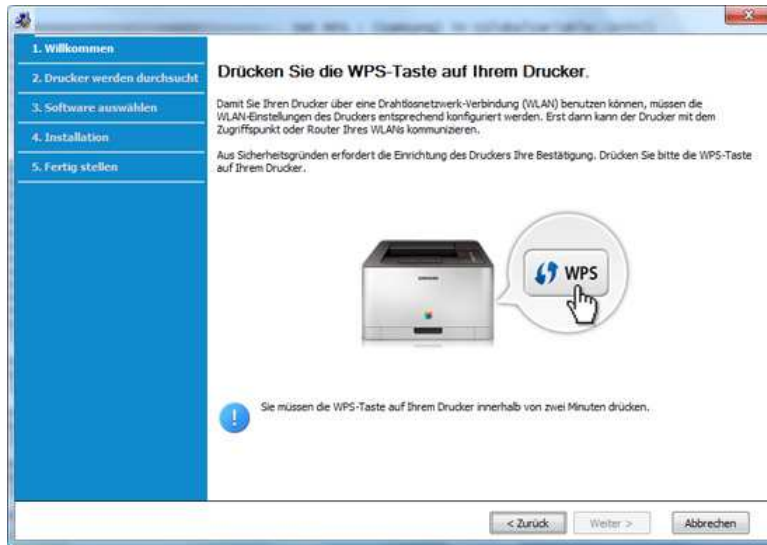 1. Willkommen
2. Drucker werden durchsucht
3. Software auswählen
4. Installation
5. Fertig stellen
Drücken Sie die WPS-Taste auf Ihrem Drucker.
Damit Sie Ihren Drucker über eine Drahtlosnetzwerk-Verbindung (WLAN) benutzen können, müssen die
WLAN-Einstellungen des Druckers entsprechend konfiguriert werden. Erst dann kann der Drucker mit dem
Zugriffspunkt oder Router Ihres WLANs kommunizieren.
Aus Sicherheitsgründen erfordert die Einrichtung des Druckers Ihre Bestätigung. Drücken Sie bitte die WPS-Taste
auf Ihrem Drucker.
SAMSUNG
WPS
Sie müssen die WPS-Taste auf Ihrem Drucker innerhalb von zwei Minuten drücken.
< Zurück
Weiter >
Abbrechen